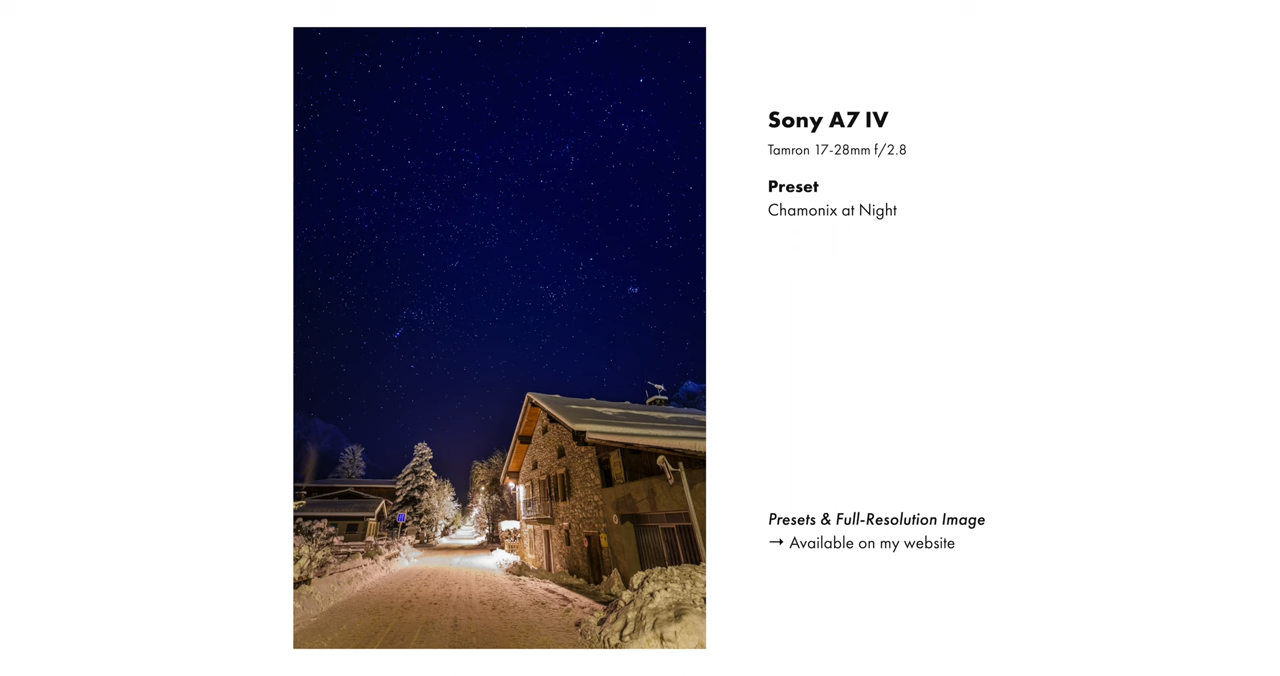 Sony A7 IV
Tamron 17-28mm f/2.8
Preset
Chamonix at Night
Presets & Full-Resolution Image
→ Available on my website